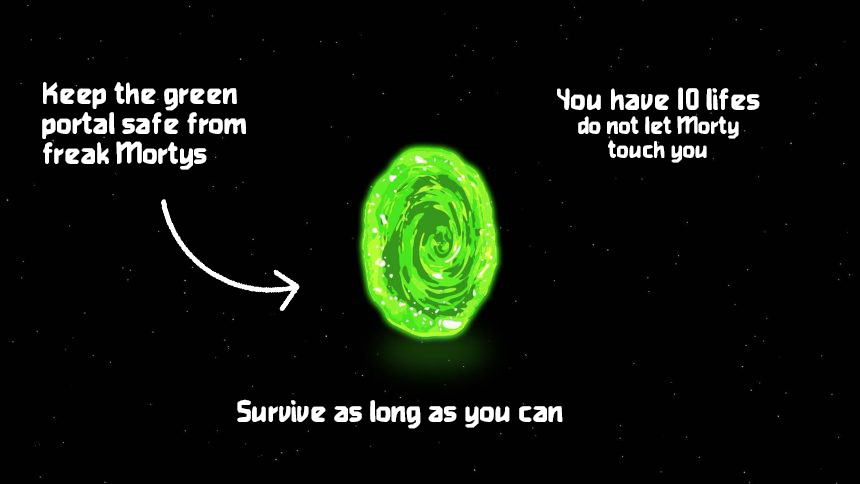 Keep the green
portal safe from
freak Mortys
You have 10 lifes
do not let Morty
touch you
Survive as long as you can